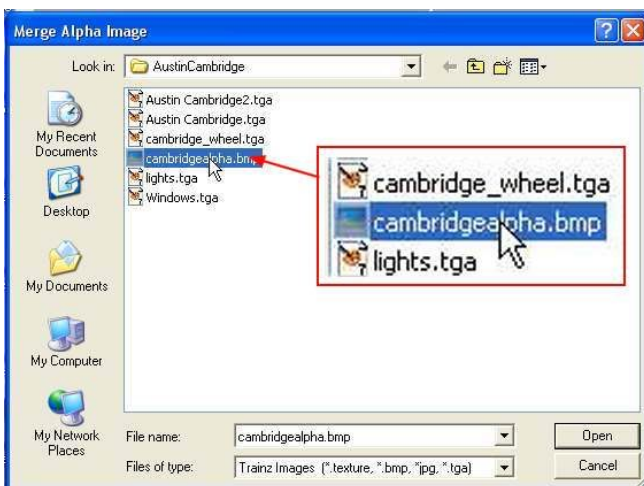 Merge Alpha Image
Look in: AustinCambridge
My Recent Documents
Desktop
My Documents
My Computer
My Network Places
Austin Cambridge2.tga
Austin Cambridge.tga
cambridge_wheel.tga
cambridgealpha.bmp
lights.tga
Windows.tga
cambridge_wheel.tga
cambridgealpha.bmp
lights.tga
File name: cambridgealpha.bmp Open
Files of type: Trainz Images (*.texture, *.bmp, *jpg, *.tga) Cancel